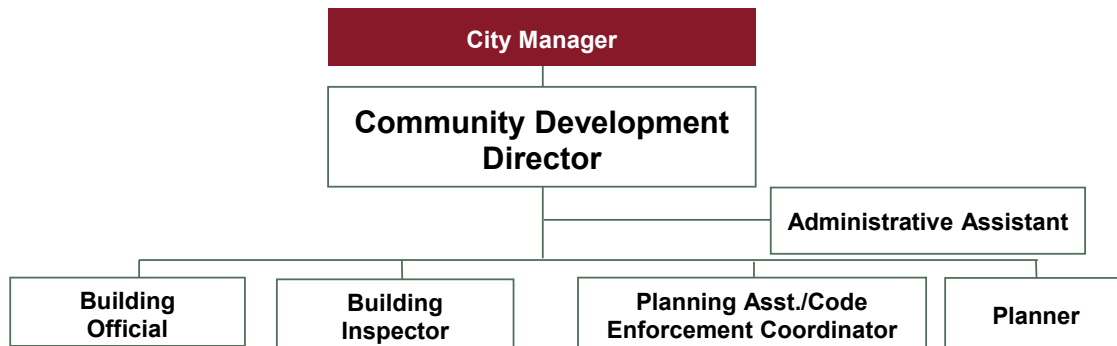 City Manager
Community Development
Director
Administrative Assistant
Building
Official
Building
Inspector
Planning Asst./Code
Enforcement Coordinator
Planner